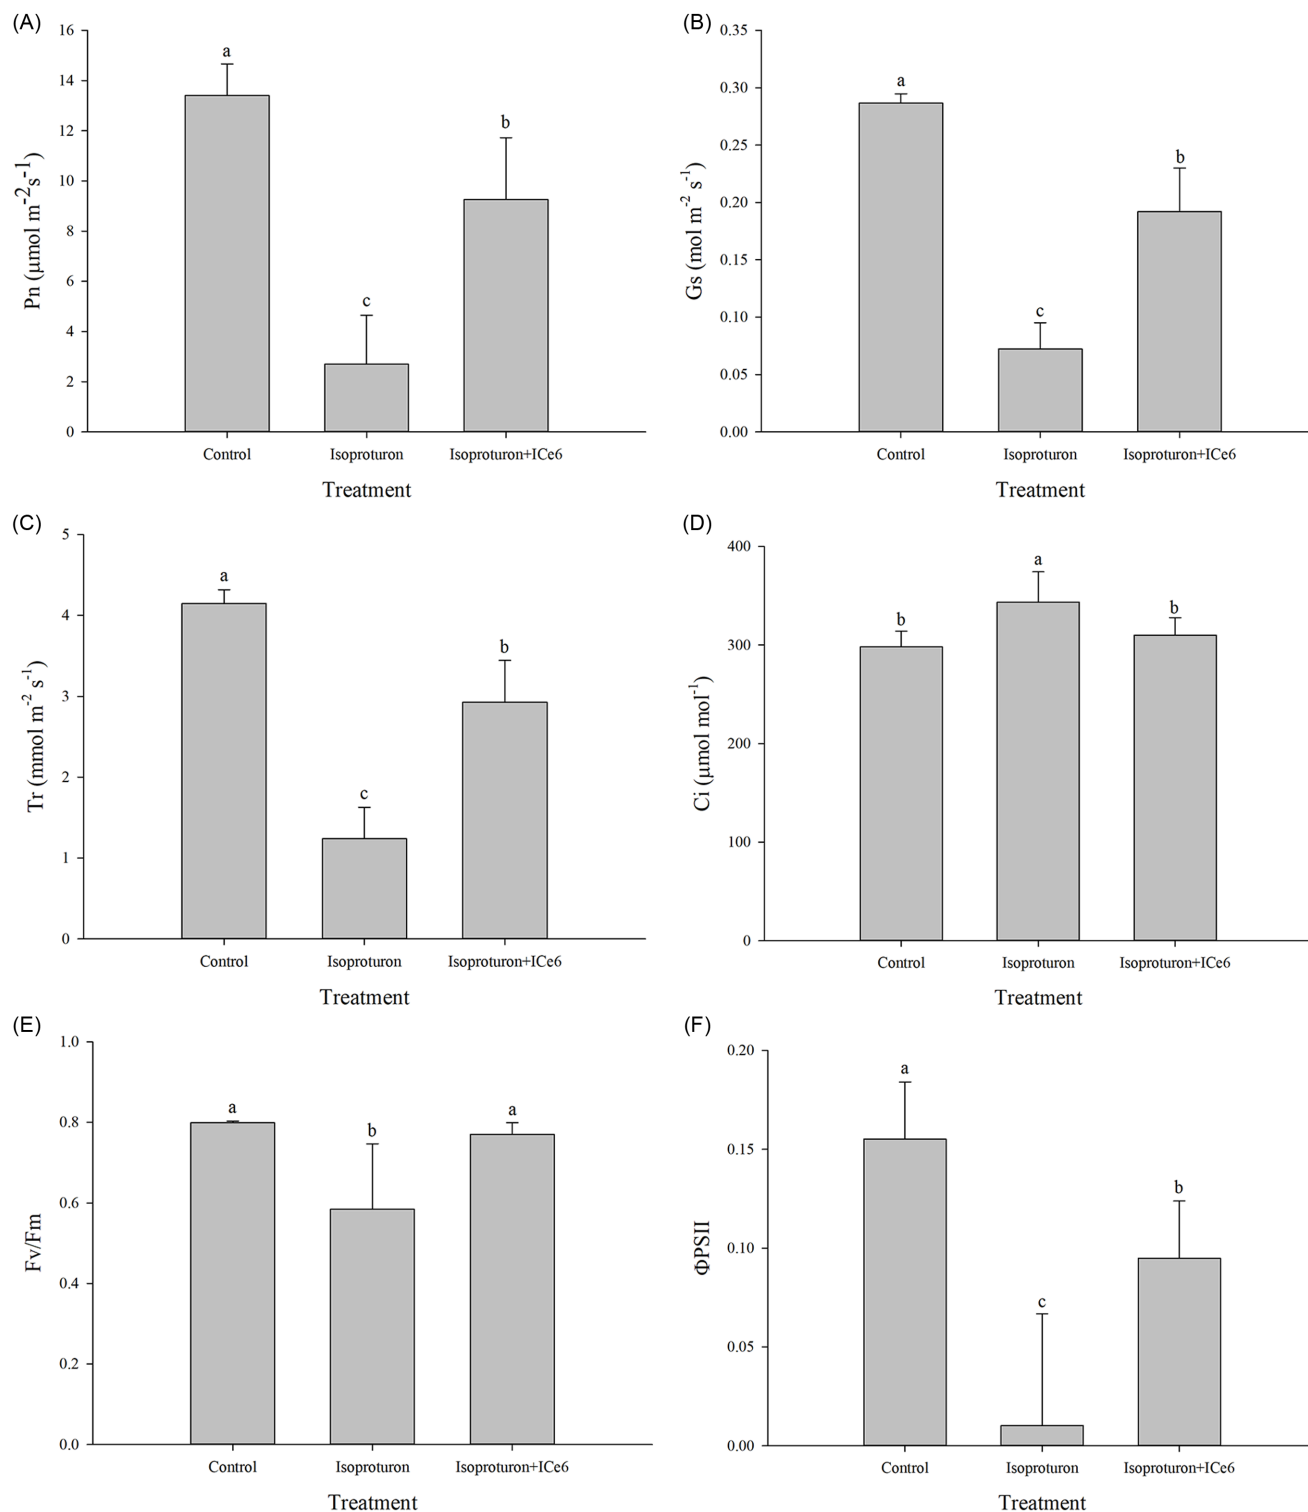 (A)
Pn (μmol m-2s-1)
16
14
12
10
8
6
4
2
0
a
c
b
Control Isoproturon Isoproturon+ICe6
Treatment
(B)
Gs (mol m-2 s-1)
0.35
0.30
0.25
0.20
0.15
0.10
0.05
0.00
a
c
b
Control Isoproturon Isoproturon+ICe6
Treatment
(C)
Tr (mmol m-2 s-1)
5
4
3
2
1
0
a
c
b
Control Isoproturon Isoproturon+ICe6
Treatment
(D)
Ci (μmol mol-1)
400
300
200
100
0
b
a
b
Control Isoproturon Isoproturon+ICe6
Treatment
(E)
Fv/Fm
1.0
0.8
0.6
0.4
0.2
0.0
a
b
a
Control Isoproturon Isoproturon+ICe6
Treatment
(F)
ΦPSII
0.20
0.15
0.10
0.05
0.00
a
c
b
Control Isoproturon Isoproturon+ICe6
Treatment